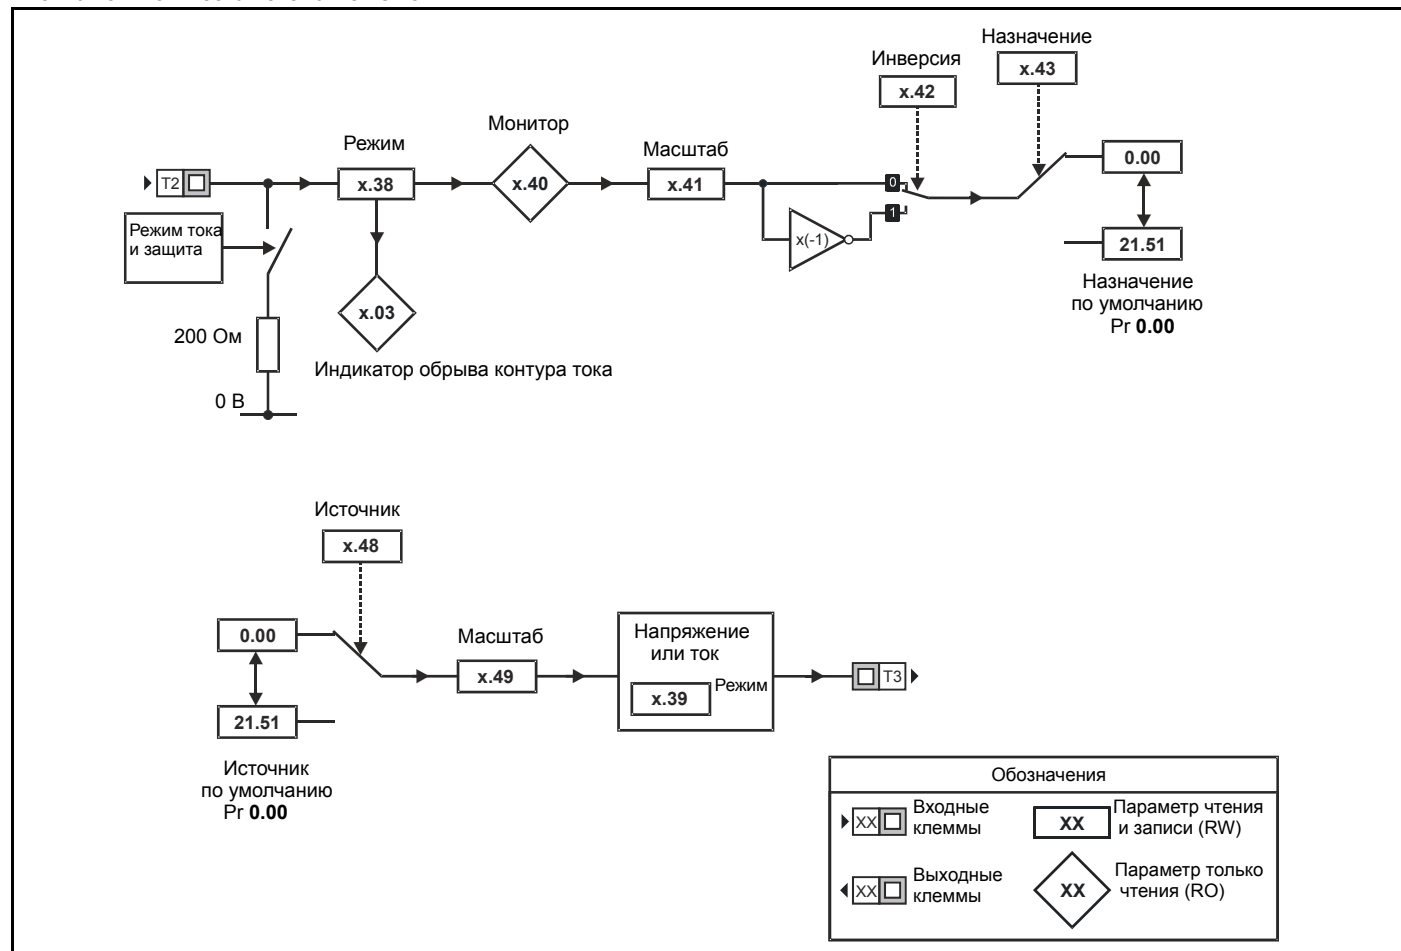 Назначение
x.43
Инверсия
x.42
Монитор
Режим
Масштаб
0.00
T2
x.38
x.40
x.41
0
1
x(-1)
Режим тока
и защита
21.51
Назначение
по умолчанию
Pr 0.00
x.03
200 Ом
Индикатор обрыва контура тока
0 В
Источник
x.48
0.00
Масштаб
Напряжение
или ток
x.49
T3
Режим
x.39
21.51
Источник
по умолчанию
Pr 0.00
Обозначения
XX
Входные
клеммы
XX
Параметр чтения
и записи (RW)
XX
Выходные
клеммы
XX
Параметр только
чтения (RO)